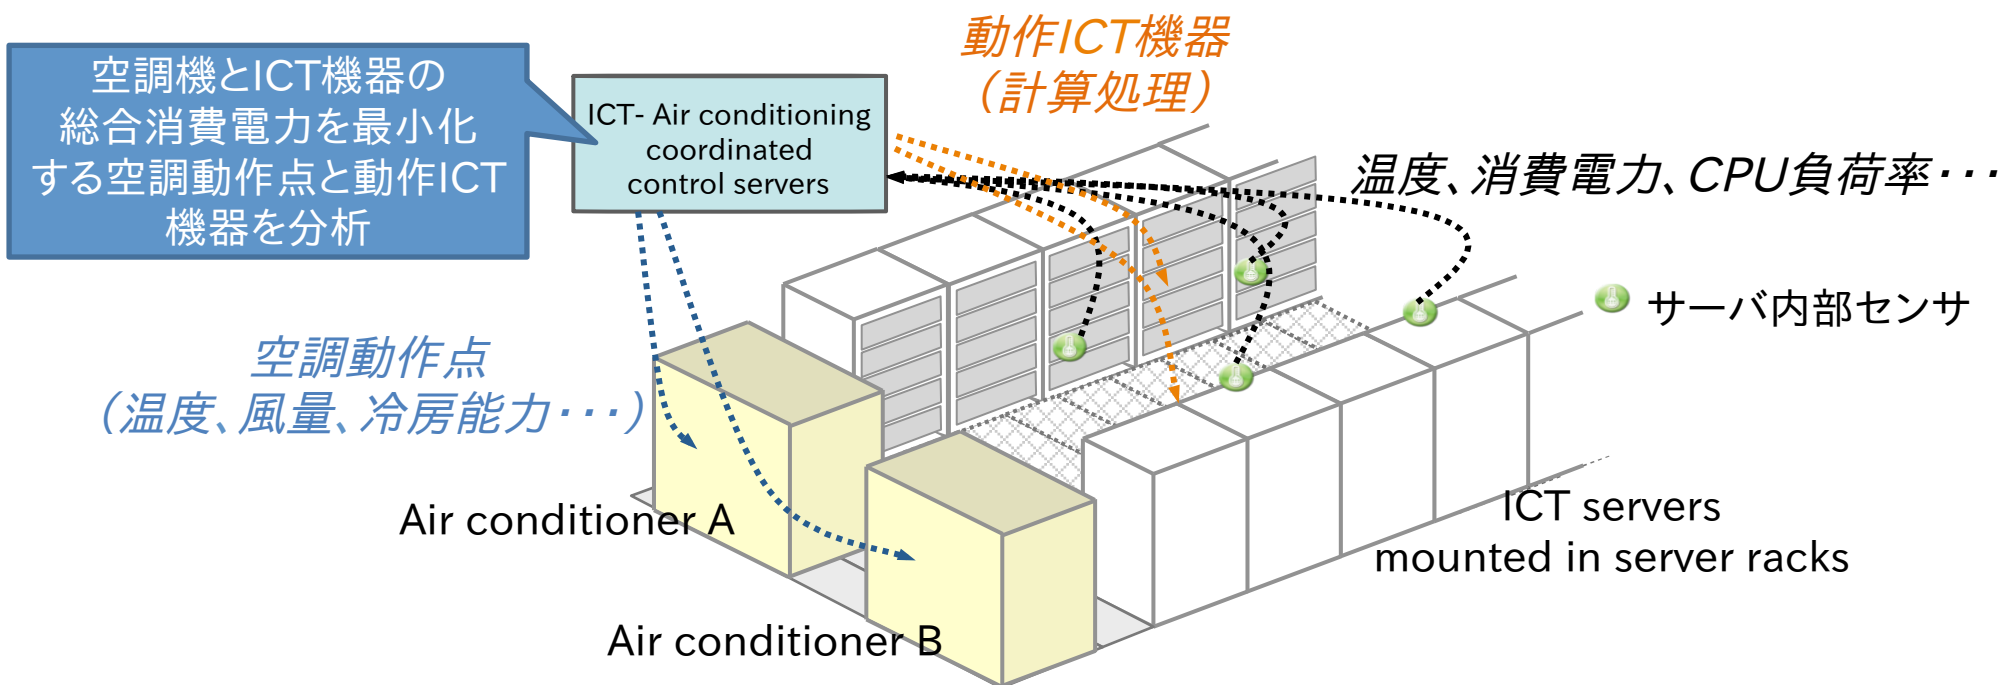 空調機とICT機器の
総合消費電力を最小化
する空調動作点と動作ICT
機器を分析
ICT- Air conditioning
coordinated
control servers
動作ICT機器
（計算処理）
温度、消費電力、CPU負荷率・・・
サーバ内部センサ
空調動作点
（温度、風量、冷房能力・・・）
Air conditioner A
Air conditioner B
ICT servers
mounted in server racks